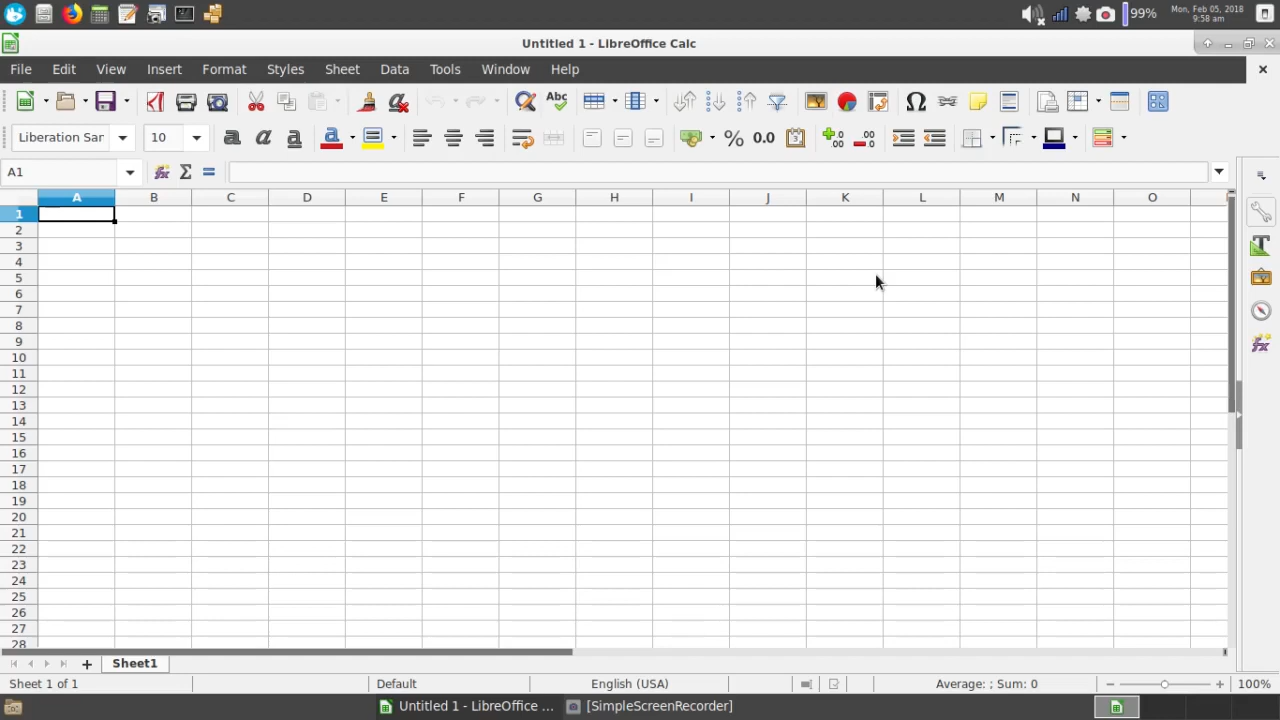 99%
Mon, Feb 05, 2018
9:58 am
Untitled 1 - LibreOffice Calc
File Edit View Insert Format Styles Sheet Data Tools Window Help
Abc
Liberation Sar 10
% 0.0
A1
A B C D E F G H I J K L M N O
1
2
3
4
5
6
7
8
9
10
11
12
13
14
15
16
17
18
19
20
21
22
23
24
25
26
27
28
Sheet1
Sheet 1 of 1 Default English (USA) Average: ; Sum: 0 100%
Untitled 1 - LibreOffice ... [SimpleScreenRecorder]